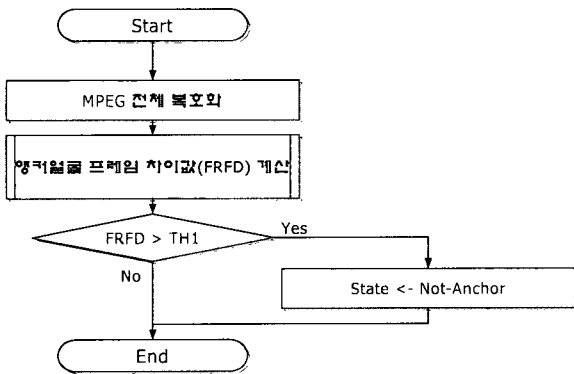 Start
MPEG 전체 복호화
앵커얼굴 프레임 차이값(FRFD) 계산
FRFD > TH1
Yes
No
State <- Not-Anchor
End